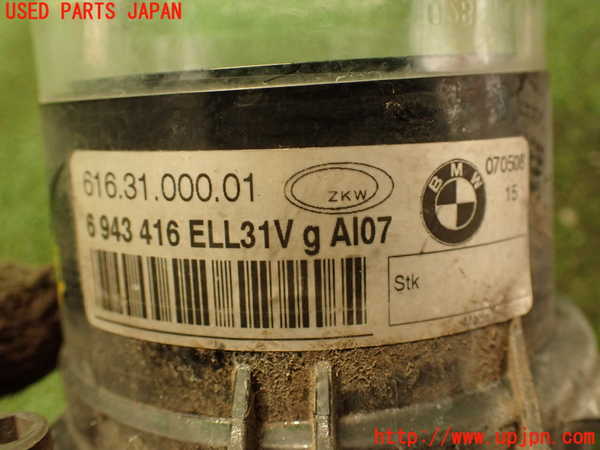 USED PARTS JAPAN
616.31.000.01
ZKW
BMW
070508
15
6 943 416 ELL31V g AI07
Stk
http://www.upjpn.com/